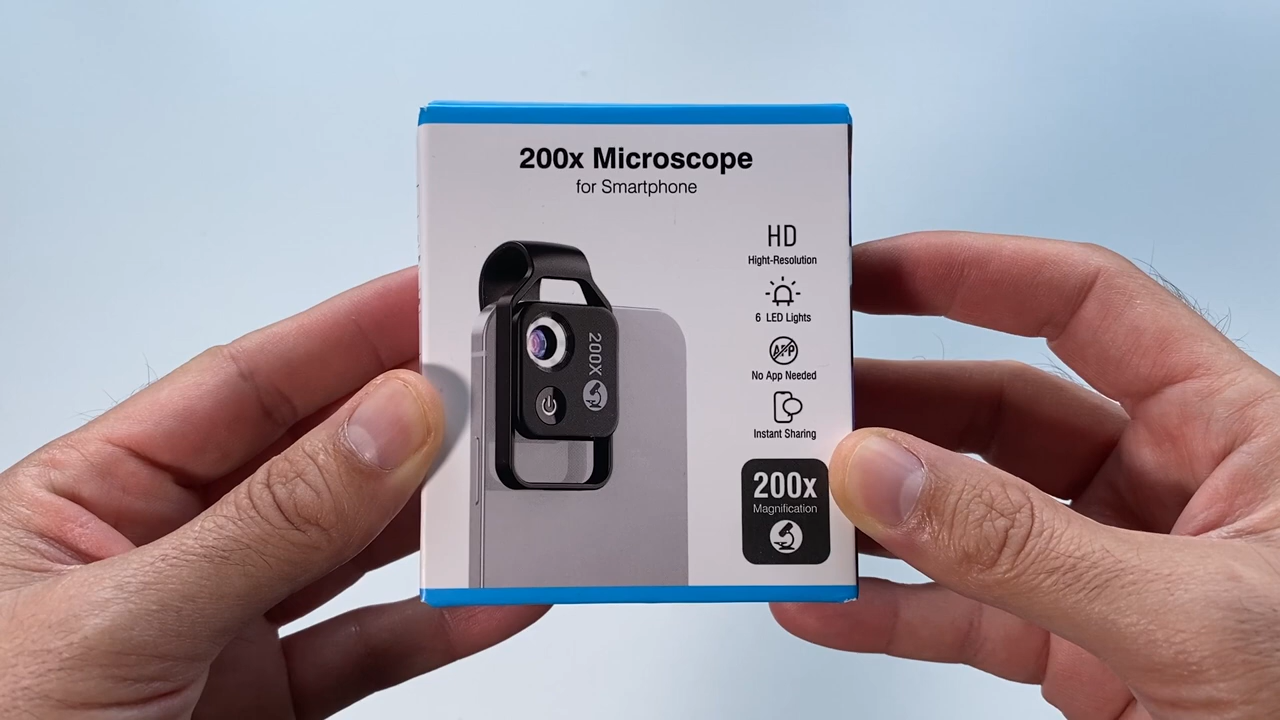 200x Microscope
for Smartphone
HD
Hight-Resolution
6 LED Lights
APP
No App Needed
Instant Sharing
200X
200x
Magnification